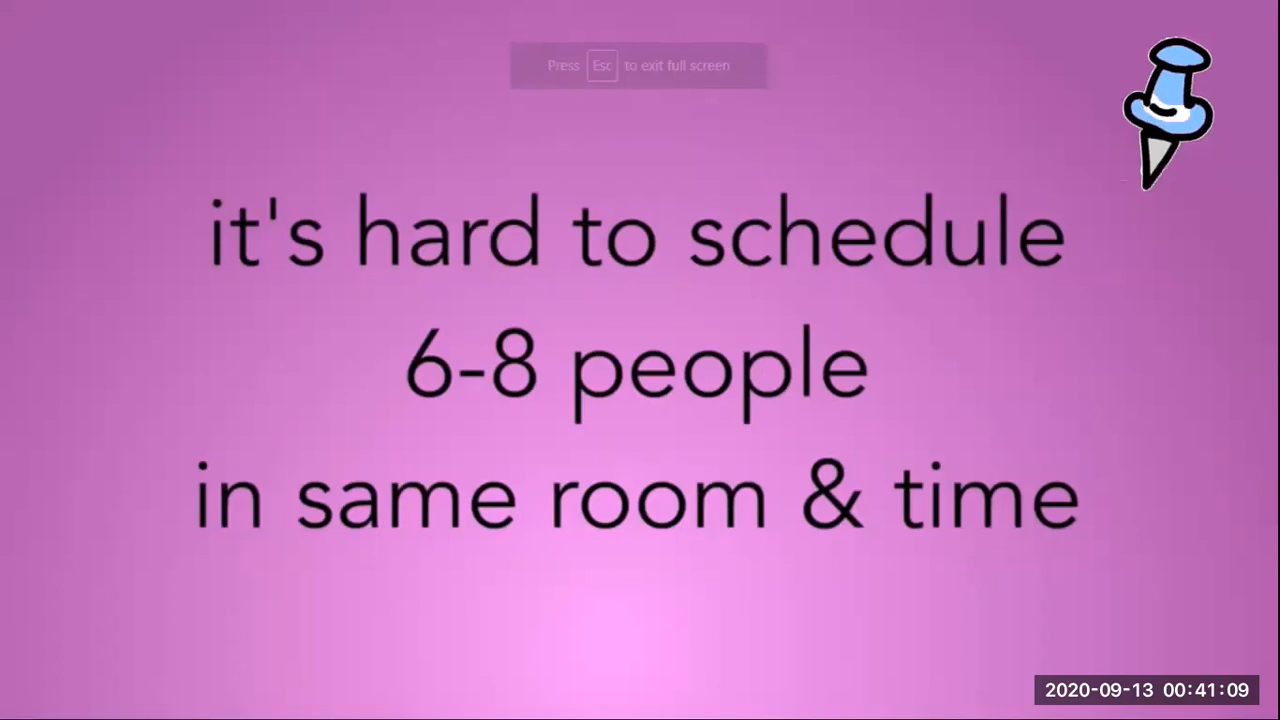 Press Esc to exit full screen
it's hard to schedule
6-8 people
in same room & time
2020-09-13 00:41:09